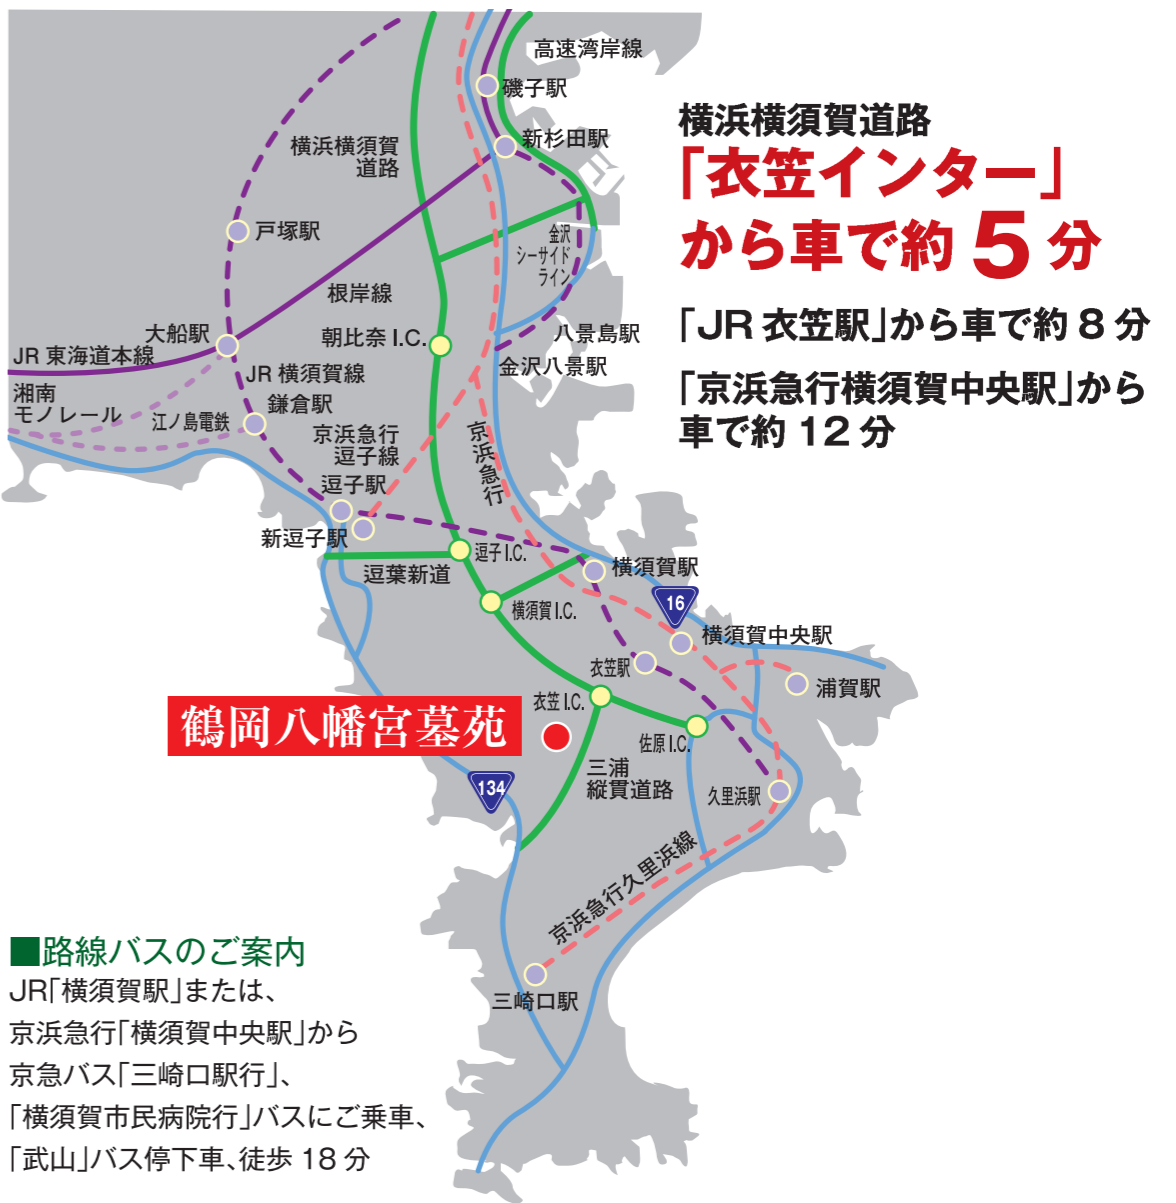 高速湾岸線
磯子駅
新杉田駅
横浜横須賀
道路
戸塚駅
金沢
シーサイド
ライン
根岸線
大船駅
朝比奈 I.C.
八景島駅
JR 東海道本線
金沢八景駅
JR 横須賀線
湘南
モノレール
鎌倉駅
江ノ島電鉄
京浜急行
逗子線
京浜急行
逗子駅
新逗子駅
逗子 I.C.
逗葉新道
横須賀駅
横須賀 I.C.
16
横須賀中央駅
衣笠駅
浦賀駅
衣笠 I.C.
鶴岡八幡宮墓苑
佐原 I.C.
三浦
縦貫道路
134
久里浜駅
京浜急行久里浜線
三崎口駅
横浜横須賀道路
「衣笠インター」
から車で約 5 分
「JR 衣笠駅」から車で約 8 分
「京浜急行横須賀中央駅」から
車で約 12 分
■路線バスのご案内
JR「横須賀駅」または、
京浜急行「横須賀中央駅」から
京急バス「三崎口駅行」、
「横須賀市民病院行」バスにご乗車、
「武山」バス停下車、徒歩 18 分